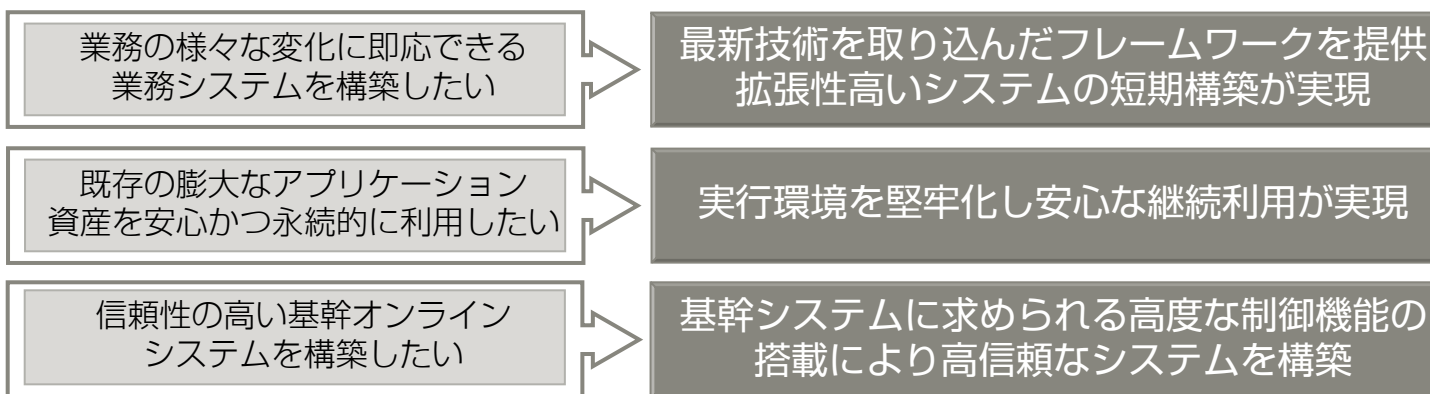 業務の様々な変化に即応できる
業務システムを構築したい
最新技術を取り込んだフレームワークを提供
拡張性高いシステムの短期構築が実現
既存の膨大なアプリケーション
資産を安心かつ永続的に利用したい
実行環境を堅牢化し安心な継続利用が実現
信頼性の高い基幹オンライン
システムを構築したい
基幹システムに求められる高度な制御機能の
搭載により高信頼なシステムを構築